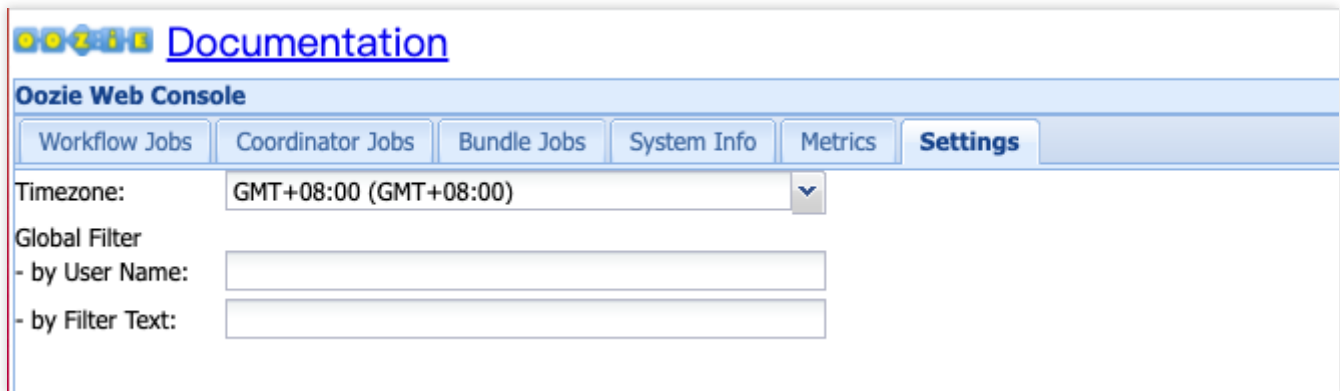 OOZIE Documentation
Oozie Web Console
Workflow Jobs Coordinator Jobs Bundle Jobs System Info Metrics Settings
Timezone: GMT+08:00 (GMT+08:00)
Global Filter
- by User Name:
- by Filter Text: